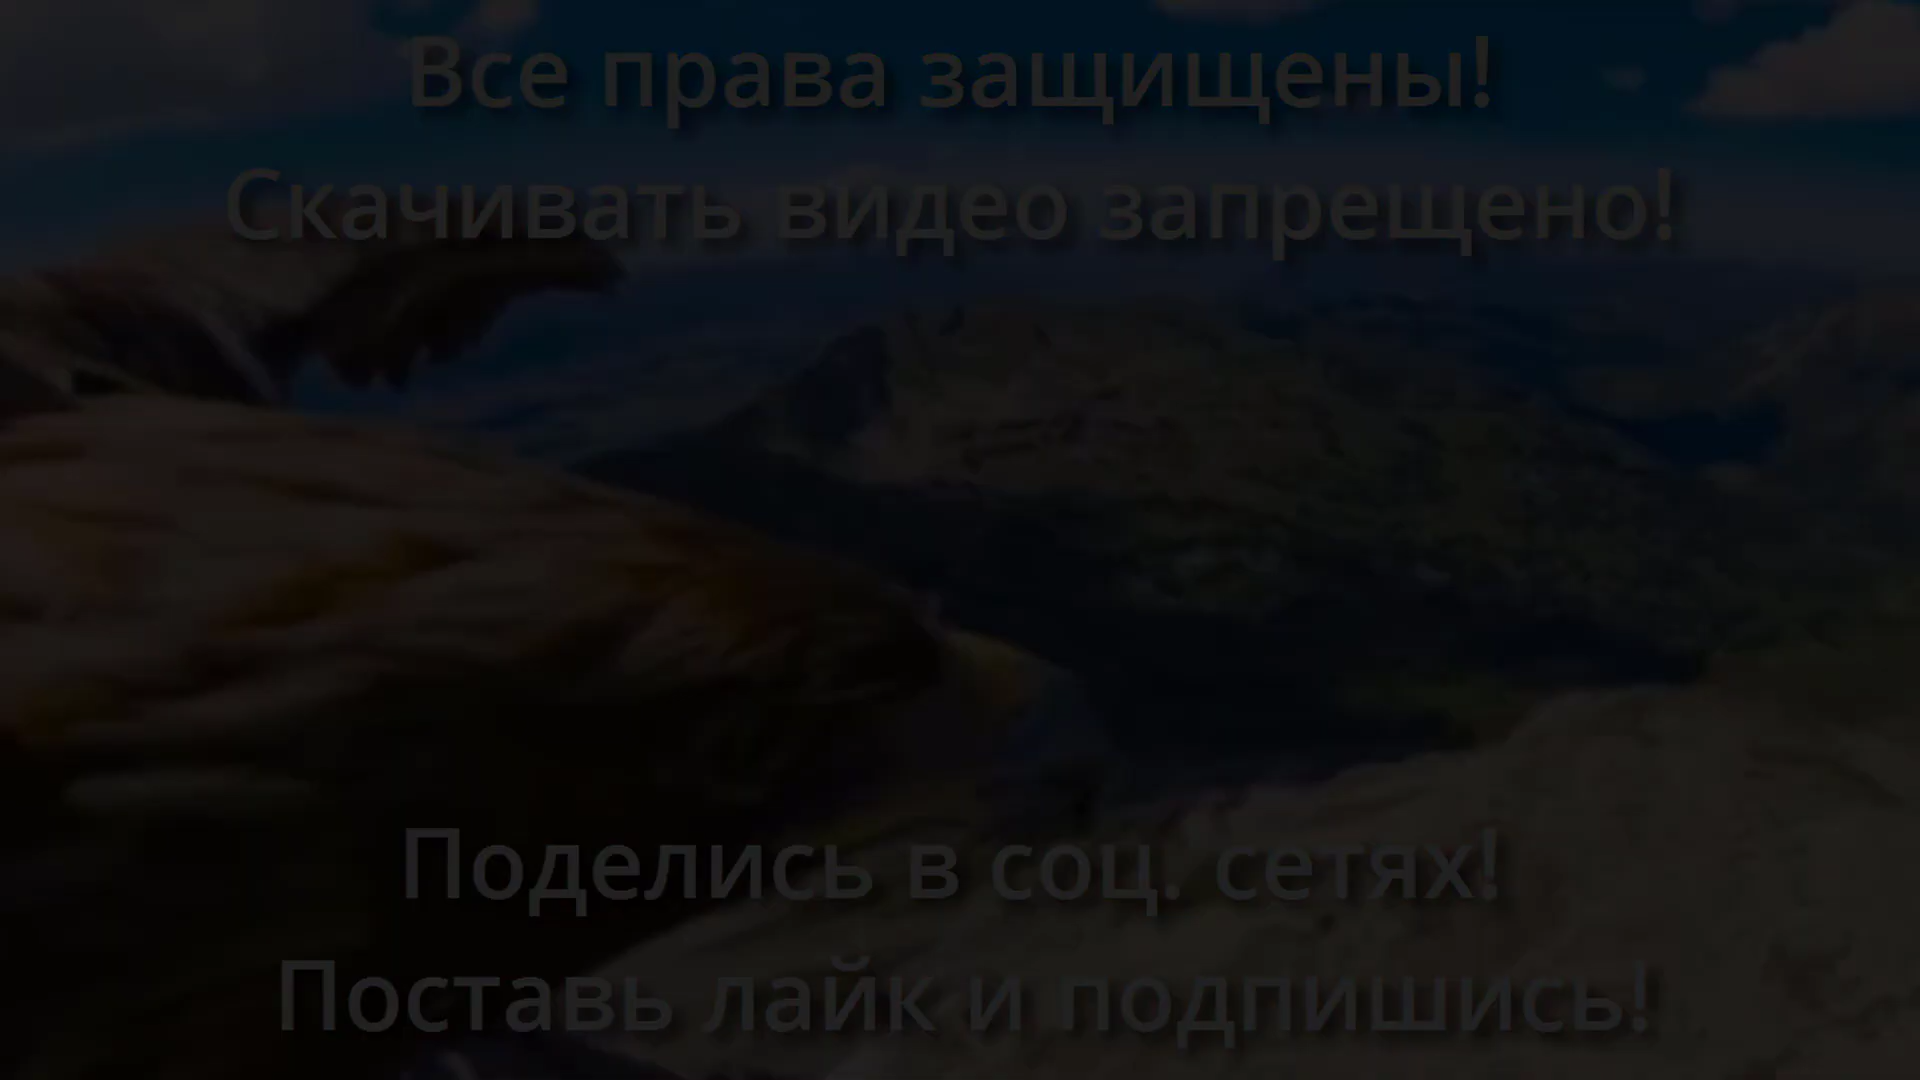 Все права защищены!
Скачивать видео запрещено!
Поделись в соц. сетях!
Поставь лайк и подпишись!